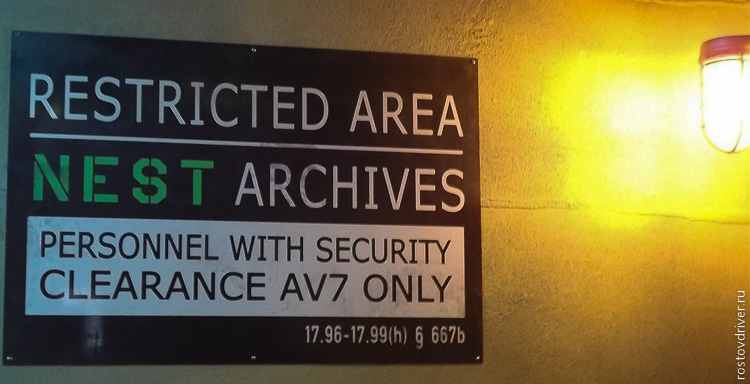 RESTRICTED AREA
NEST ARCHIVES
PERSONNEL WITH SECURITY
CLEARANCE AV7 ONLY
17.96-17.99(h) § 667b
rostovdriver.ru